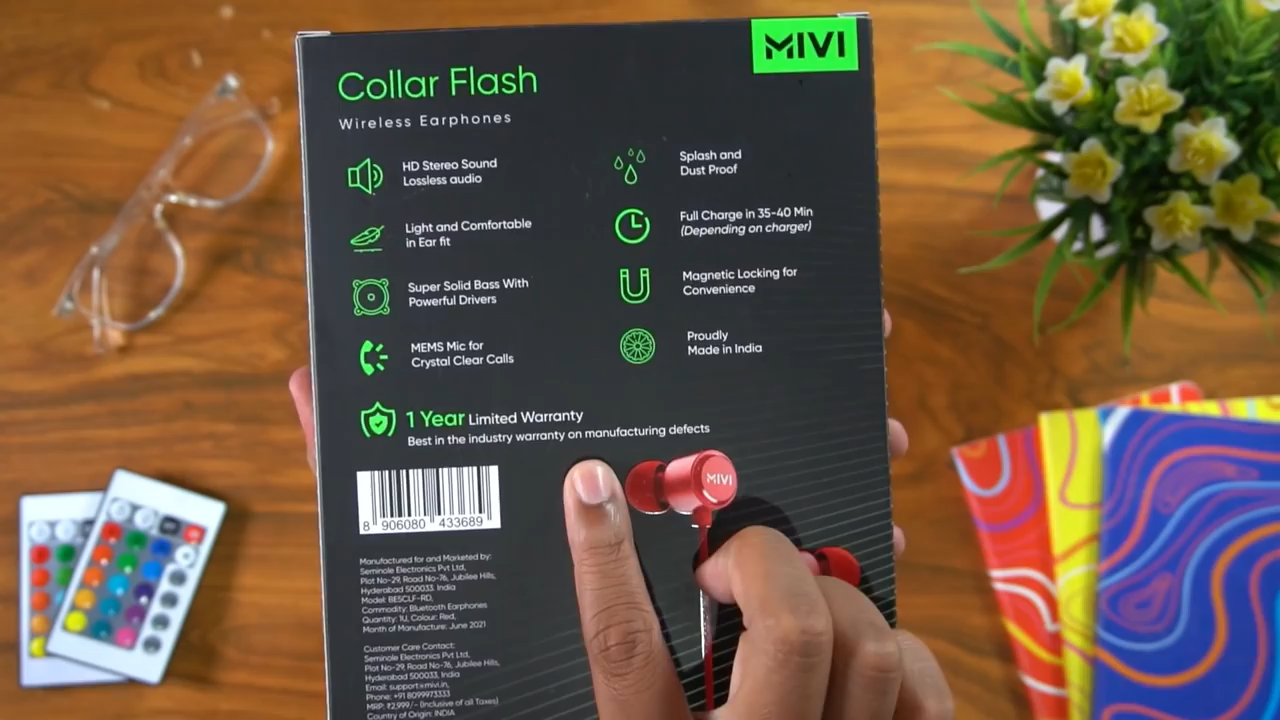 MIVI
Collar Flash
Wireless Earphones
HD Stereo Sound
Lossless audio
Splash and
Dust Proof
Light and Comfortable
in Ear fit
Full Charge in 35-40 Min
(Depending on charger)
Super Solid Bass With
Powerful Drivers
Magnetic Locking for
Convenience
MEMS Mic for
Crystal Clear Calls
Proudly
Made in India
1 Year Limited Warranty
Best in the industry warranty on manufacturing defects
MIVI
8 906080 433689
Manufactured for and Marketed by:
Seminole Electronics Pvt Ltd,
Plot No-29, Road No-76, Jubilee Hills,
Hyderabad 500033, India
Model: BE5CLF-RD,
Commodity: Bluetooth Earphones
Quantity: 1U, Colour: Red,
Month of Manufacture: June 2021
Customer Care Contact:
Seminole Electronics Pvt Ltd,
Plot No-29, Road No-76, Jubilee Hills,
Hyderabad 500033, India
Email: support@mivi.in,
Phone: +91 8099973333
MRP: ₹2,999/- (Inclusive of all Taxes)
Country of Origin: INDIA